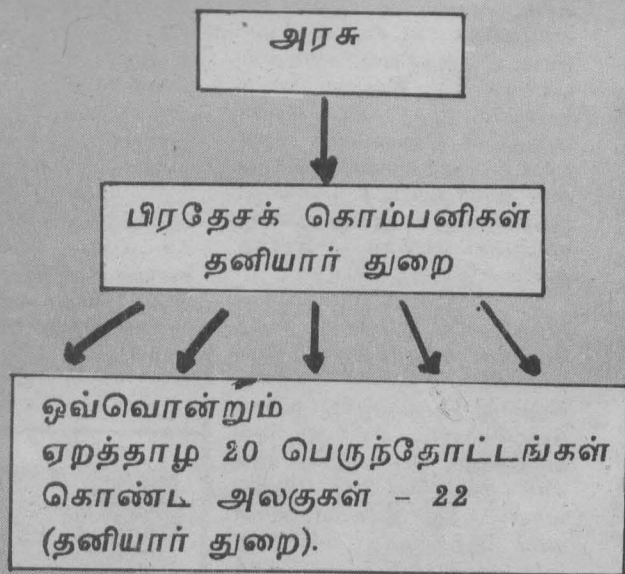 அரசு
பிரதேசக் கொம்பனிகள்
தனியார் துறை
ஒவ்வொன்றும்
ஏறத்தாழ 20 பெருந்தோட்டங்கள்
கொண்ட அலகுகள் – 22
(தனியார் துறை).